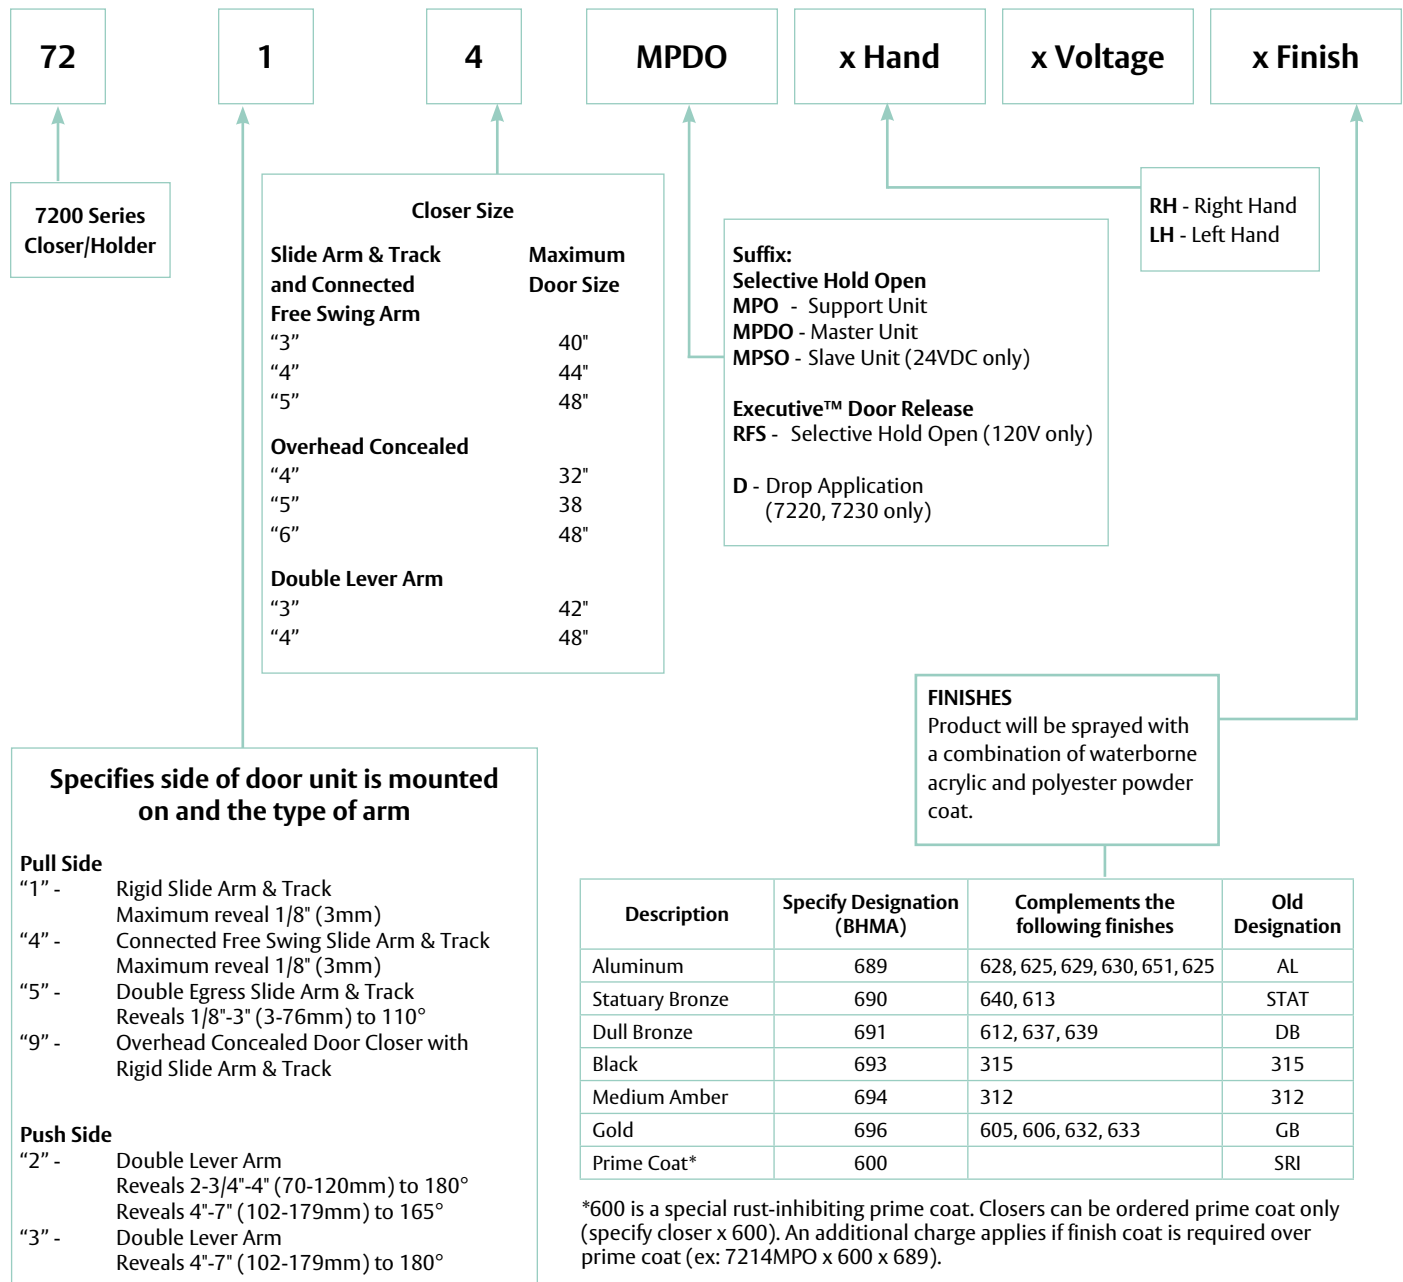 72
1
4
MPDO
x Hand
x Voltage
x Finish
7200 Series
Closer/Holder
Closer Size
Slide Arm & Track Maximum
and Connected Door Size
Free Swing Arm
“3” 40"
“4” 44"
“5” 48"
Overhead Concealed
“4” 32"
“5” 38
“6” 48"
Double Lever Arm
“3” 42"
“4” 48"
Suffix:
Selective Hold Open
MPO - Support Unit
MPDO - Master Unit
MPSO - Slave Unit (24VDC only)
Executive™ Door Release
RFS - Selective Hold Open (120V only)
D - Drop Application
(7220, 7230 only)
RH - Right Hand
LH - Left Hand
Specifies side of door unit is mounted
on and the type of arm
Pull Side
“1” - Rigid Slide Arm & Track
Maximum reveal 1/8" (3mm)
“4” - Connected Free Swing Slide Arm & Track
Maximum reveal 1/8" (3mm)
“5” - Double Egress Slide Arm & Track
Reveals 1/8"-3" (3-76mm) to 110°
“9” - Overhead Concealed Door Closer with
Rigid Slide Arm & Track
Push Side
“2” - Double Lever Arm
Reveals 2-3/4"-4" (70-120mm) to 180°
Reveals 4"-7" (102-179mm) to 165°
“3” - Double Lever Arm
Reveals 4"-7" (102-179mm) to 180°
FINISHES
Product will be sprayed with
a combination of waterborne
acrylic and polyester powder
coat.
Description Specify Designation (BHMA) Complements the following finishes Old Designation
Aluminum 689 628, 625, 629, 630, 651, 625 AL
Statuary Bronze 690 640, 613 STAT
Dull Bronze 691 612, 637, 639 DB
Black 693 315 315
Medium Amber 694 312 312
Gold 696 605, 606, 632, 633 GB
Prime Coat* 600 SRI
*600 is a special rust-inhibiting prime coat. Closers can be ordered prime coat only
(specify closer x 600). An additional charge applies if finish coat is required over
prime coat (ex: 7214MPO x 600 x 689).